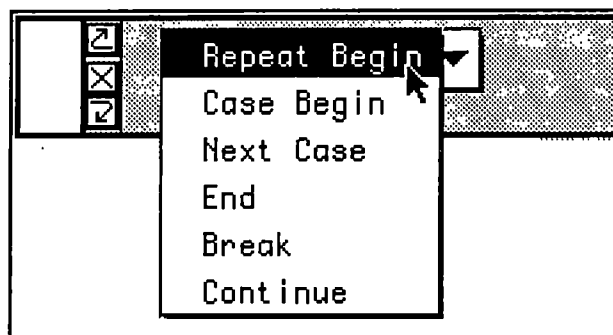 Repeat Begin
Case Begin
Next Case
End
Break
Continue